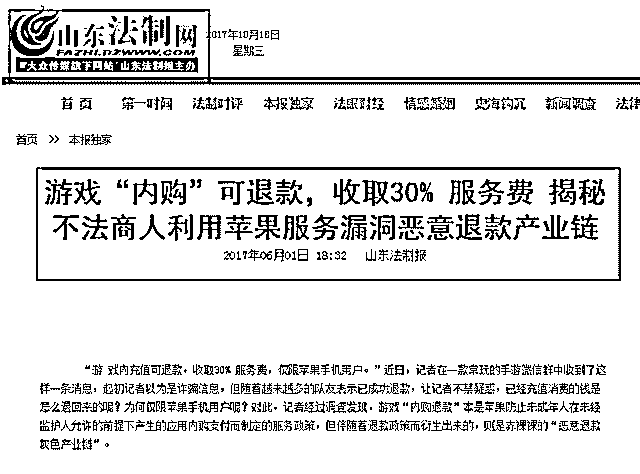 山东法制网
FAZHI.DZWWW.COM
大众传媒旗下网站 山东法制报主办
2017年10月18日
星期三
首 页 第一时间 法制时评 本报独家 法眼财经 情感婚姻 史海钩沉 新闻调查 法律
首页 >> 本报独家
游戏“内购”可退款，收取30% 服务费 揭秘
不法商人利用苹果服务漏洞恶意退款产业链
2017年06月01日 18:32 山东法制报
“游 戏内充值可退款，收取30% 服务费，仅限苹果手机用户。”近日，记者在一款常玩的手游微信群中收到了这
样一条消息，起初记者以为是诈骗信息，但随着越来越多的队友表示已成功退款，让记者不禁疑惑，已经充值消费的钱是
怎么退回来的呢？为何仅限苹果手机用户呢？对此，记者经过调查发现，游戏“内购退款”本是苹果防止未成年人在未经
监护人允许的前提下产生的应用内购支付而制定的服务政策，但伴随着退款政策而衍生出来的，则是赤裸裸的“恶意退款
灰色产业链”。